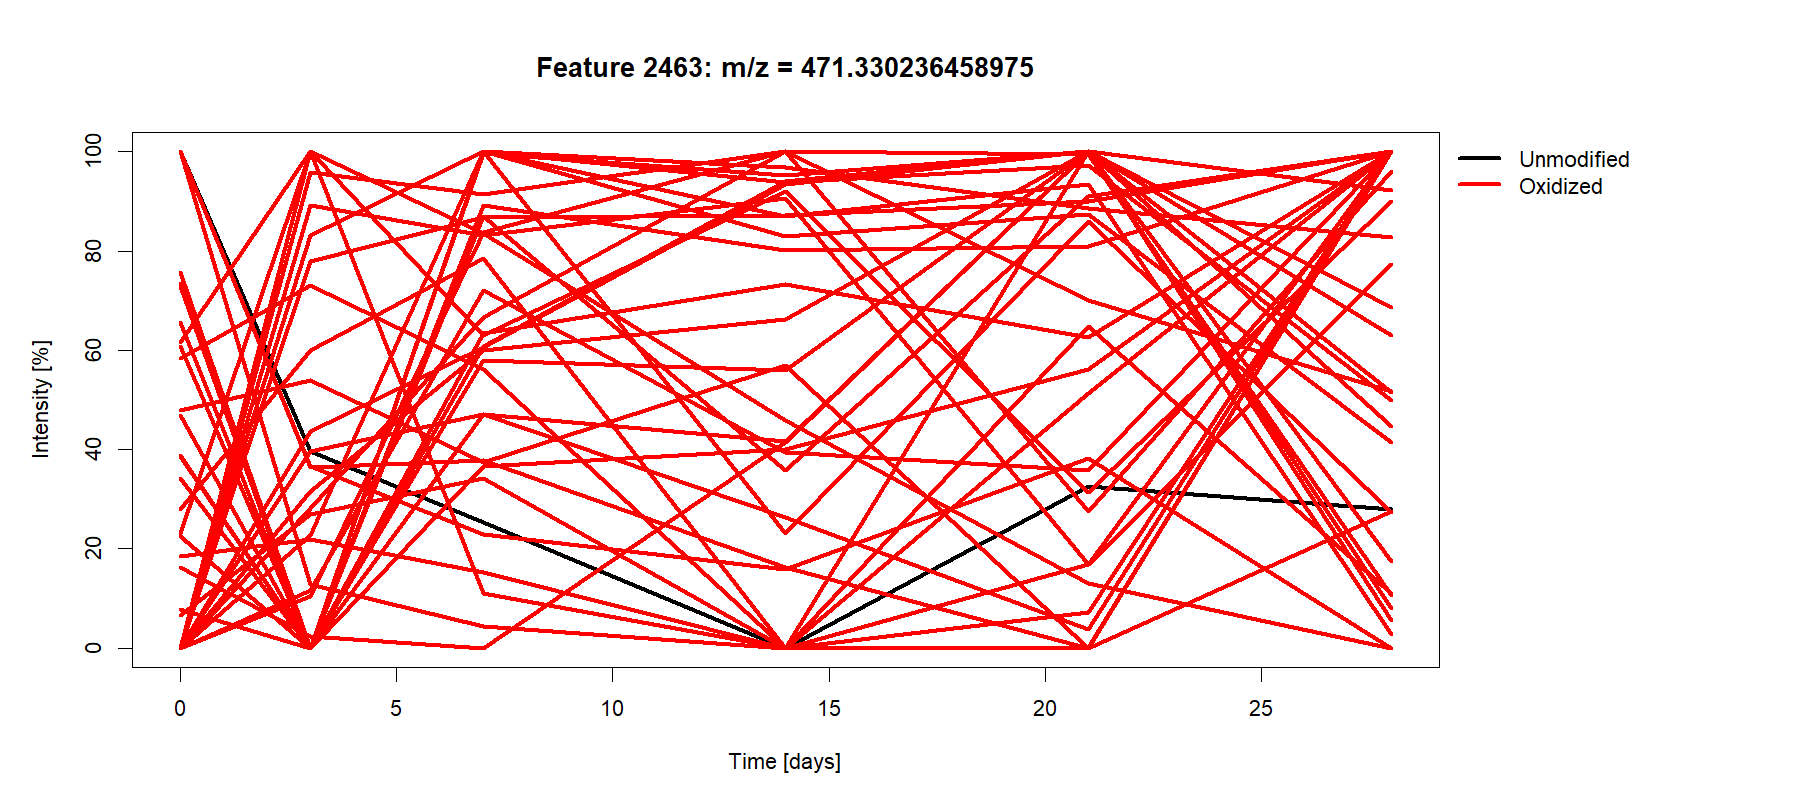 Feature 2463: m/z = 471.330236458975
Unmodified
Oxidized
Intensity [%]
100
80
60
40
20
0
0 5 10 15 20 25
Time [days]